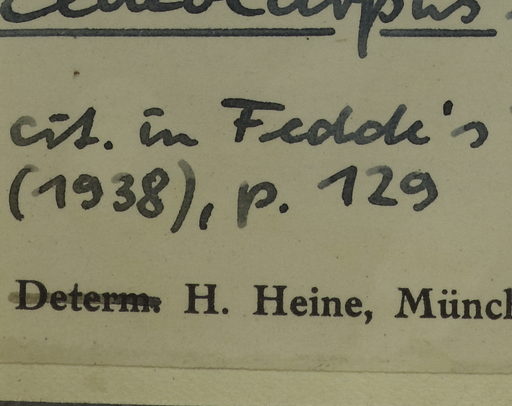 cit. in Fedde's
(1938), p. 129
Determ. H. Heine, Münch